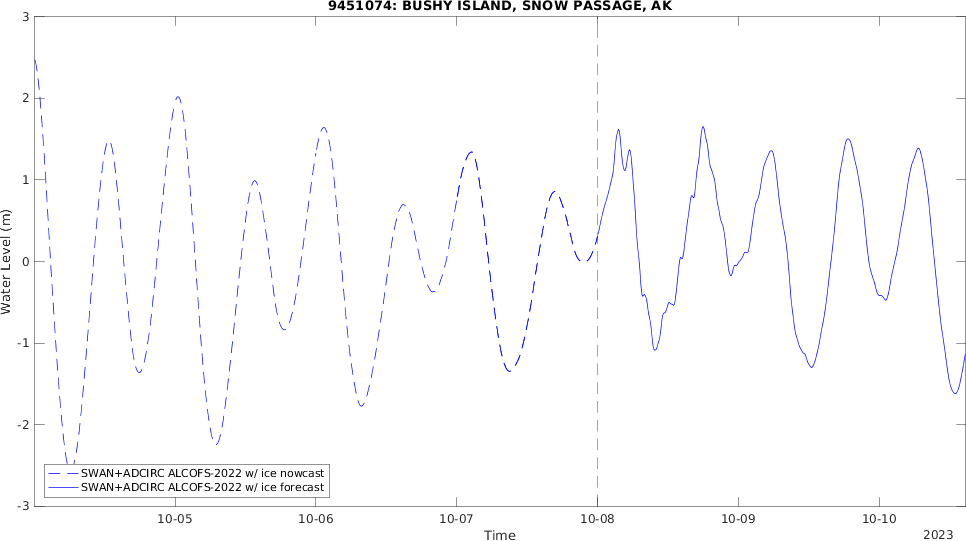 9451074: BUSHY ISLAND, SNOW PASSAGE, AK
3
2
1
0
-1
-2
-3
Water Level (m)
SWAN+ADCIRC ALCOFS-2022 w/ ice nowcast
SWAN+ADCIRC ALCOFS-2022 w/ ice forecast
10-05 10-06 10-07 10-08 10-09 10-10
Time
2023